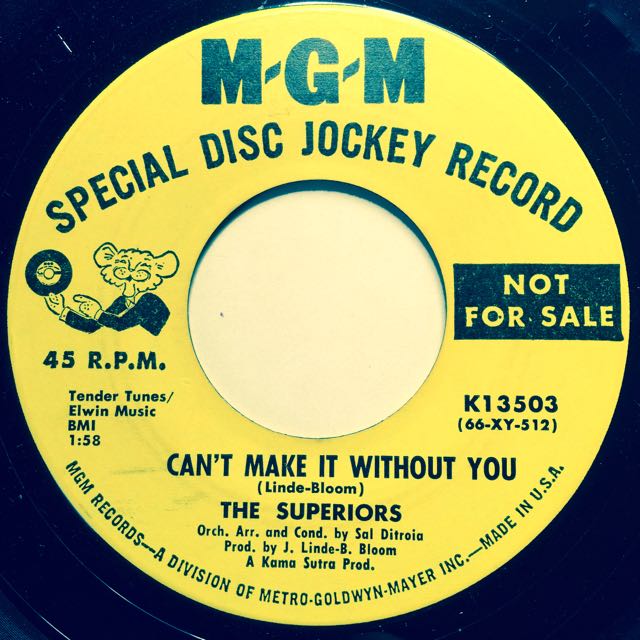 M-G-M
SPECIAL DISC JOCKEY RECORD
NOT
FOR SALE
45 R.P.M.
Tender Tunes/
Elwin Music
BMI
1:58
K13503
(66-XY-512)
CAN'T MAKE IT WITHOUT YOU
(Linde-Bloom)
THE SUPERIORS
Orch. Arr. and Cond. by Sal Ditroia
Prod. by J. Linde-B. Bloom
A Kama Sutra Prod.
MGM RECORDS—A DIVISION OF METRO-GOLDWYN-MAYER INC.—MADE IN U.S.A.